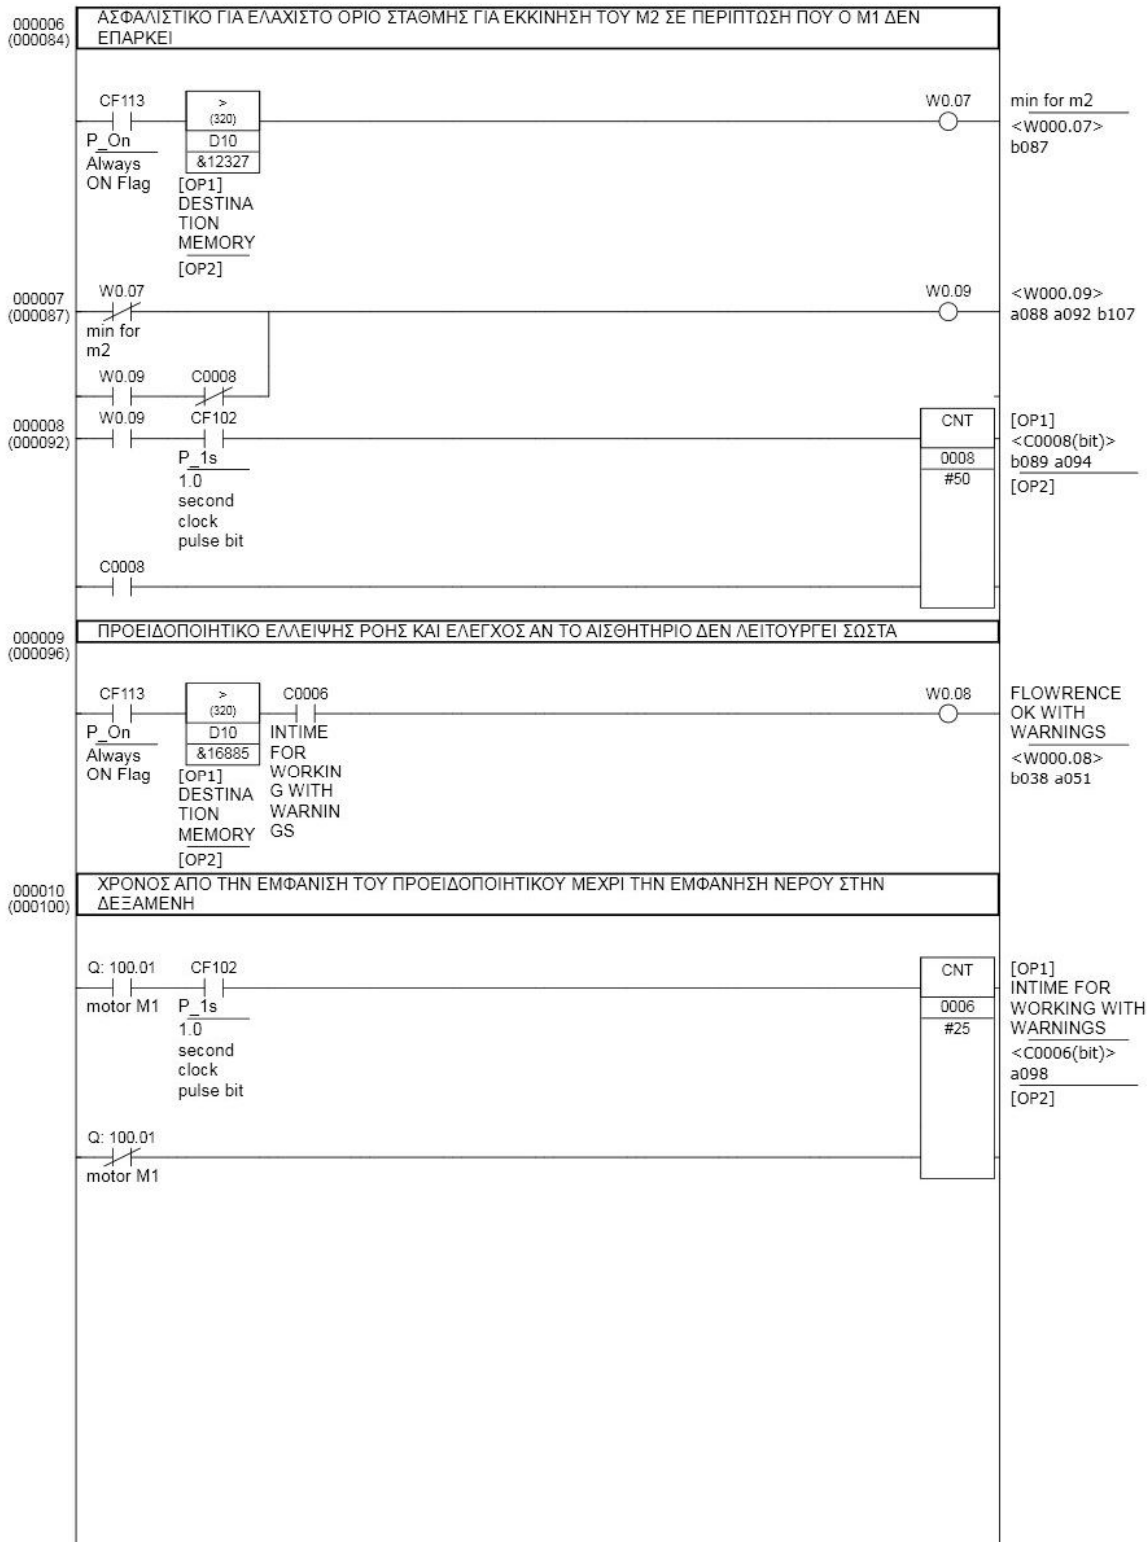 000006
(000084)
ΑΣΦΑΛΙΣΤΙΚΟ ΓΙΑ ΕΛΑΧΙΣΤΟ ΟΡΙΟ ΣΤΑΘΜΗΣ ΓΙΑ ΕΚΚΙΝΗΣΗ ΤΟΥ Μ2 ΣΕ ΠΕΡΙΠΤΩΣΗ ΠΟΥ Ο Μ1 ΔΕΝ
ΕΠΑΡΚΕΙ
CF113
P_On
Always
ON Flag
>
(320)
D10
&12327
[OP1]
DESTINA
TION
MEMORY
[OP2]
W0.07
min for m2
<W000.07>
b087
000007
(000087)
W0.07
min for
m2
W0.09
<W000.09>
a088 a092 b107
W0.09
C0008
000008
(000092)
W0.09
CF102
P_1s
1.0
second
clock
pulse bit
CNT
0008
#50
[OP1]
<C0008(bit)>
b089 a094
[OP2]
C0008
000009
(000096)
ΠΡΟΕΙΔΟΠΟΙΗΤΙΚΟ ΕΛΛΕΙΨΗΣ ΡΟΗΣ ΚΑΙ ΕΛΕΓΧΟΣ ΑΝ ΤΟ ΑΙΣΘΗΤΗΡΙΟ ΔΕΝ ΛΕΙΤΟΥΡΓΕΙ ΣΩΣΤΑ
CF113
P_On
Always
ON Flag
>
(320)
D10
&16885
[OP1]
DESTINA
TION
MEMORY
[OP2]
C0006
INTIME
FOR
WORKIN
G WITH
WARNIN
GS
W0.08
FLOWRENCE
OK WITH
WARNINGS
<W000.08>
b038 a051
000010
(000100)
ΧΡΟΝΟΣ ΑΠΟ ΤΗΝ ΕΜΦΑΝΙΣΗ ΤΟΥ ΠΡΟΕΙΔΟΠΟΙΗΤΙΚΟΥ ΜΕΧΡΙ ΤΗΝ ΕΜΦΑΝΗΣΗ ΝΕΡΟΥ ΣΤΗΝ
ΔΕΞΑΜΕΝΗ
Q: 100.01
motor M1
CF102
P_1s
1.0
second
clock
pulse bit
CNT
0006
#25
[OP1]
INTIME FOR
WORKING WITH
WARNINGS
<C0006(bit)>
a098
[OP2]
Q: 100.01
motor M1